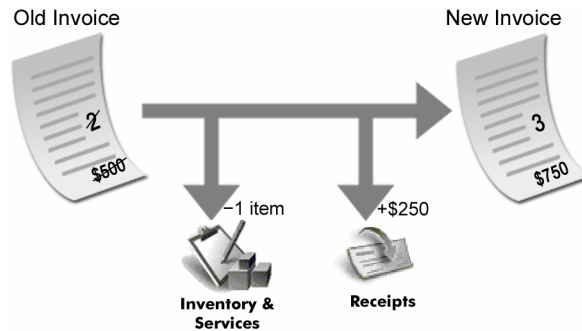 Old Invoice
New Invoice
2
$500
3
$750
−1 item
+$250
Inventory &
Services
Receipts